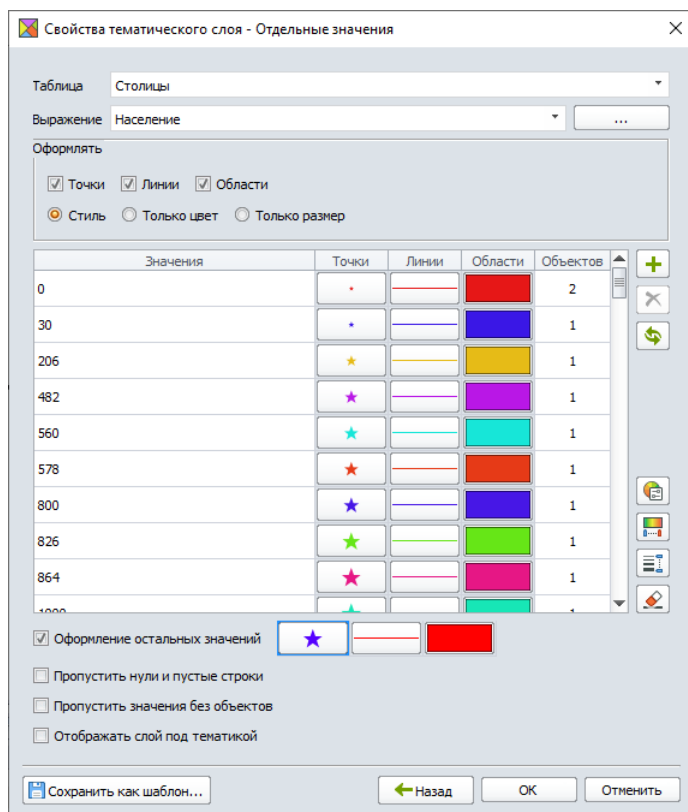 Свойства тематического слоя - Отдельные значения
Таблица Столицы
Выражение Население ...
Оформлять
Точки Линии Области
Стиль Только цвет Только размер
Значения Точки Линии Области Объектов
0 2
30 1
206 1
482 1
560 1
578 1
800 1
826 1
864 1
Оформление остальных значений
Пропустить нули и пустые строки
Пропустить значения без объектов
Отображать слой под тематикой
Сохранить как шаблон... Назад OK Отменить